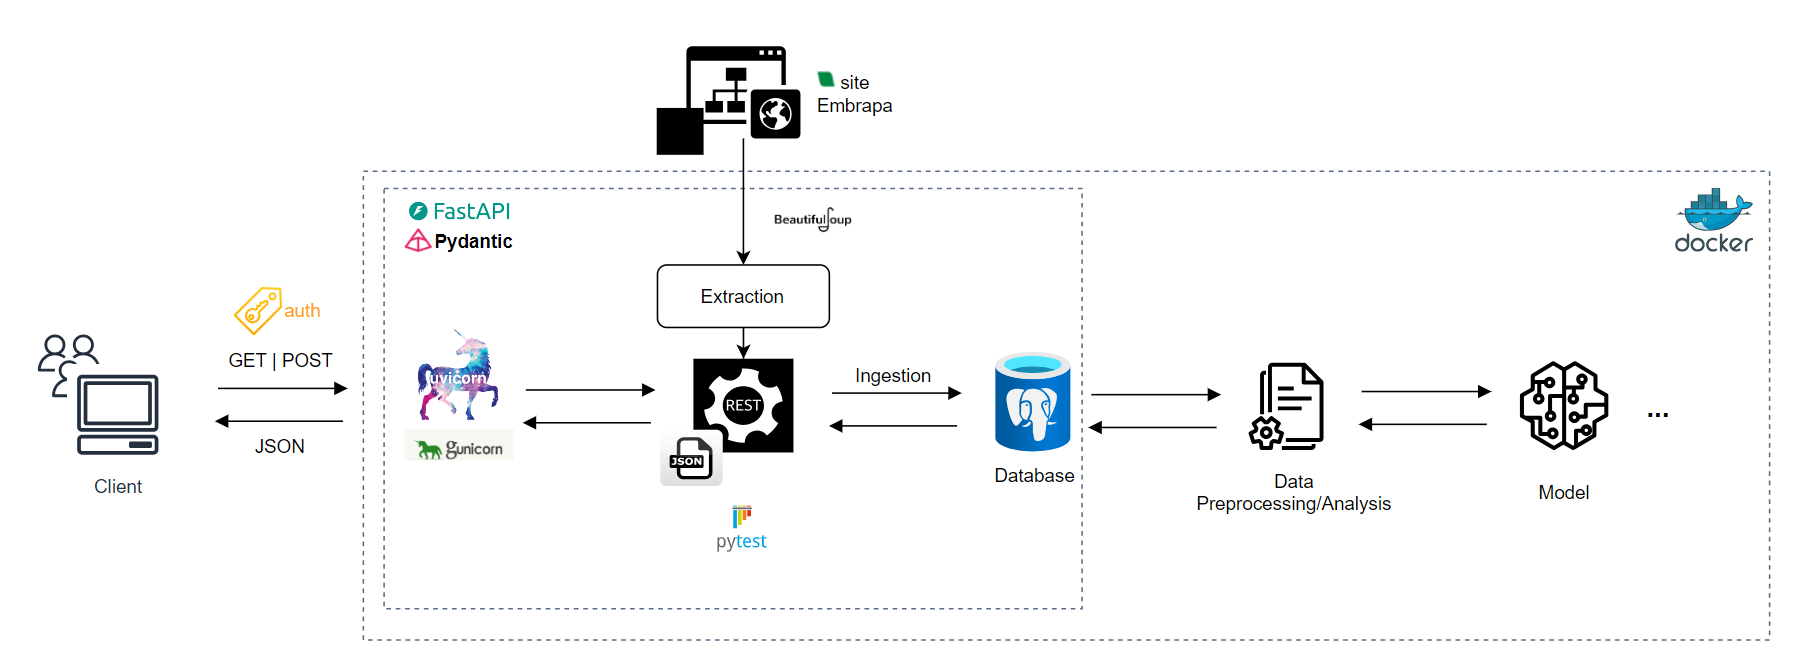 site
Embrapa
FastAPI
Pydantic
BeautifulSoup
docker
Extraction
auth
GET | POST
JSON
Client
uvicorn
gunicorn
REST
JSON
pytest
Ingestion
Database
Data
Preprocessing/Analysis
Model
...